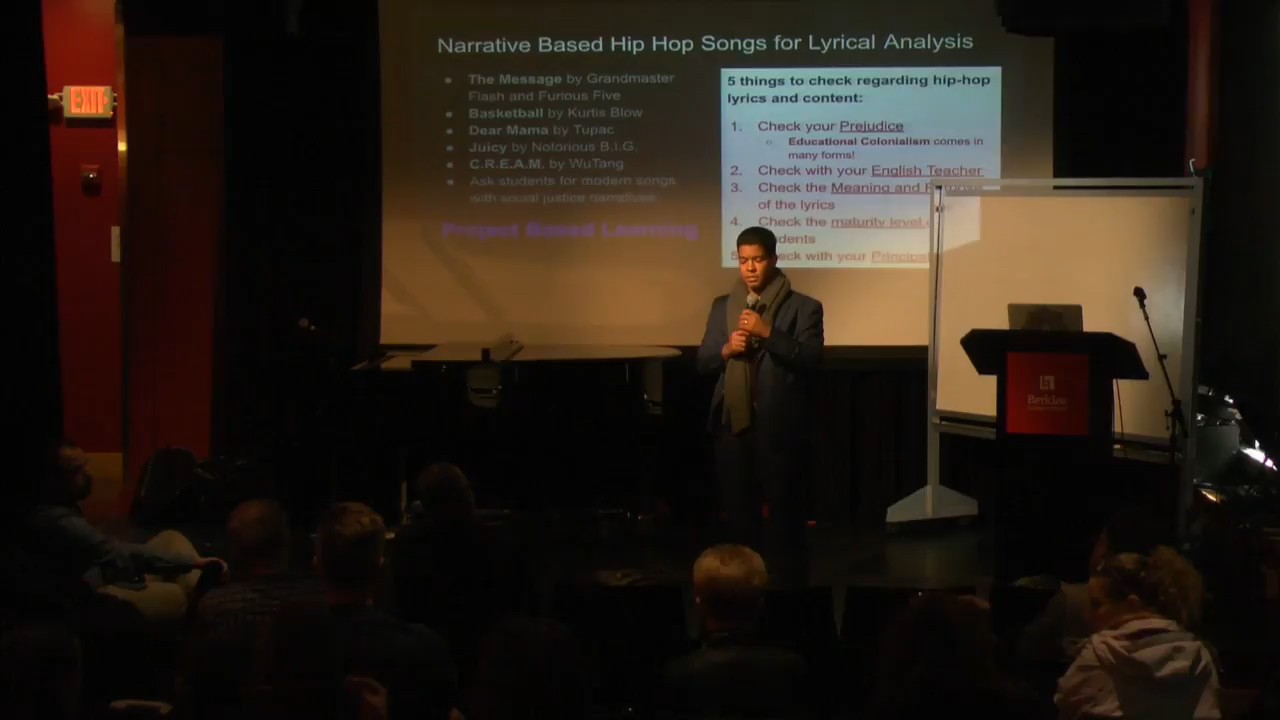 EXIT
Narrative Based Hip Hop Songs for Lyrical Analysis
The Message by Grandmaster
Flash and Furious Five
Basketball by Kurtis Blow
Dear Mama by Tupac
Juicy by Notorious B.I.G.
C.R.E.A.M. by WuTang
Ask students for modern songs
with social justice narratives
Project Based Learning
5 things to check regarding hip-hop
lyrics and content:
1. Check your Prejudice
Educational Colonialism comes in
many forms!
2. Check with your English Teacher
3. Check the Meaning and
of the lyrics
4. Check the maturity level
5. with your Principal
Berklee